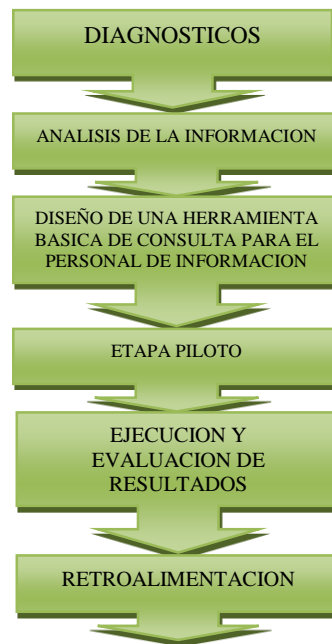 DIAGNOSTICOS
ANALISIS DE LA INFORMACION
DISEÑO DE UNA HERRAMIENTA
BASICA DE CONSULTA PARA EL
PERSONAL DE INFORMACION
ETAPA PILOTO
EJECUCION Y
EVALUACION DE
RESULTADOS
RETROALIMENTACION